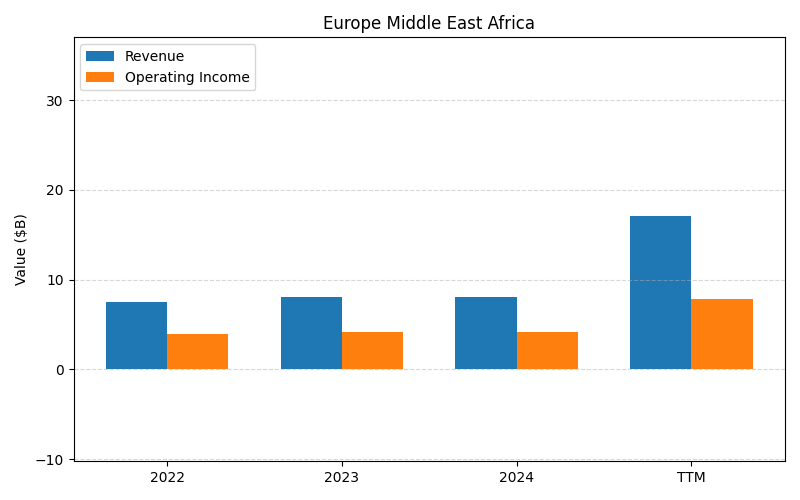 Europe Middle East Africa
Revenue
Operating Income
Value ($B)
30
20
10
0
−10
2022 2023 2024 TTM